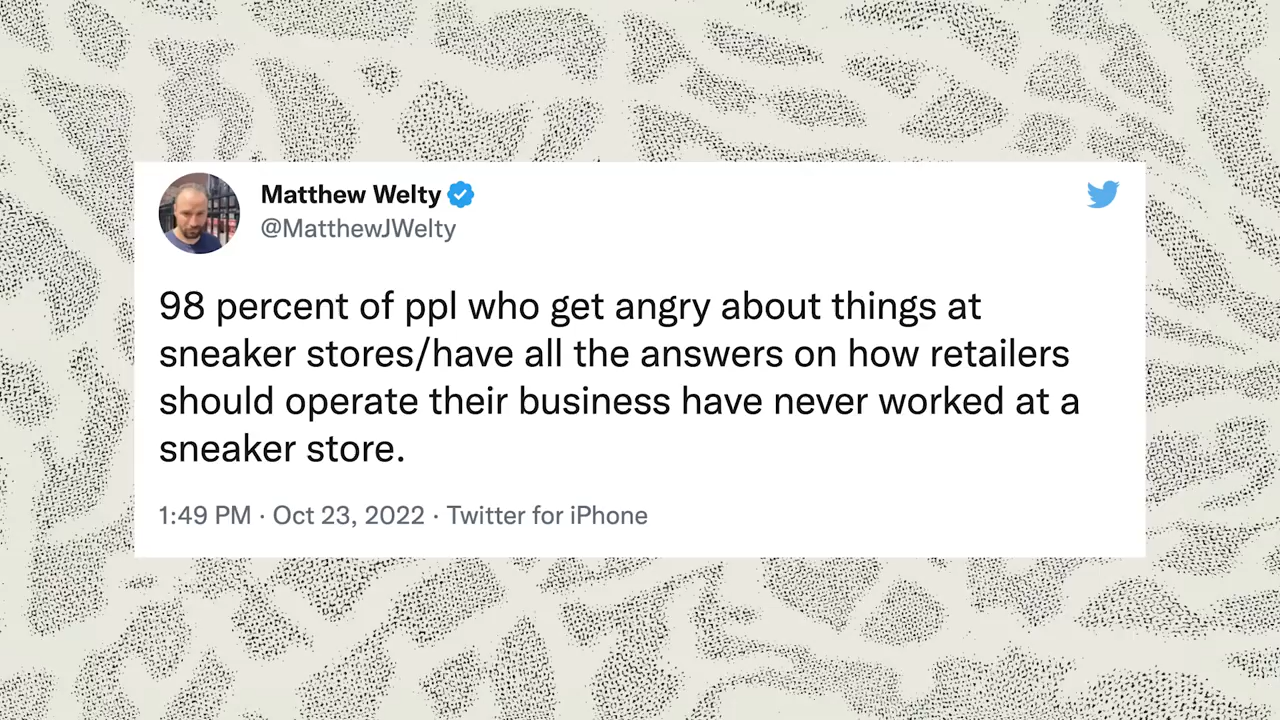 Matthew Welty
@MatthewJWelty
98 percent of ppl who get angry about things at
sneaker stores/have all the answers on how retailers
should operate their business have never worked at a
sneaker store.
1:49 PM · Oct 23, 2022 · Twitter for iPhone